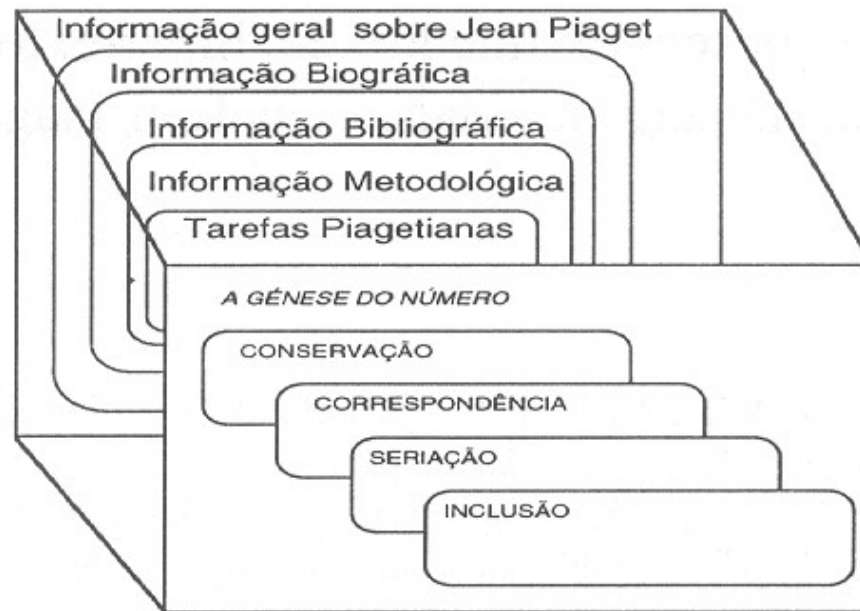 Informação geral sobre Jean Piaget
Informação Biográfica
Informação Bibliográfica
Informação Metodológica
Tarefas Piagetianas
A GÉNESE DO NÚMERO
CONSERVAÇÃO
CORRESPONDÊNCIA
SERIAÇÃO
INCLUSÃO